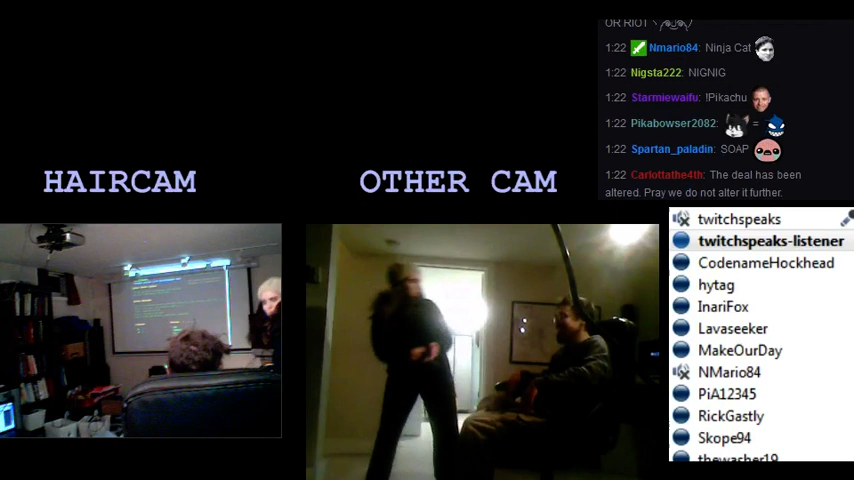 OR RIOT
1:22 Nmario84: Ninja Cat
1:22 Nigsta222: NIGNIG
1:22 Starmiewaifu: !Pikachu
1:22 Pikabowser2082: =
1:22 Spartan_paladin: SOAP
1:22 Carlottathe4th: The deal has been
altered. Pray we do not alter it further.
HAIRCAM
OTHER CAM
twitchspeaks
twitchspeaks-listener
CodenameHockhead
hytag
InariFox
Lavaseeker
MakeOurDay
NMario84
PiA12345
RickGastly
Skope94
thewasher19